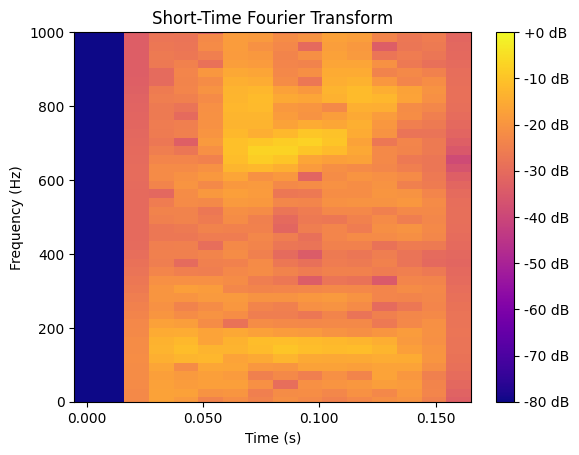 Short-Time Fourier Transform
1000
800
600
400
200
0
Frequency (Hz)
0.000
0.050
0.100
0.150
Time (s)
+0 dB
-10 dB
-20 dB
-30 dB
-40 dB
-50 dB
-60 dB
-70 dB
-80 dB